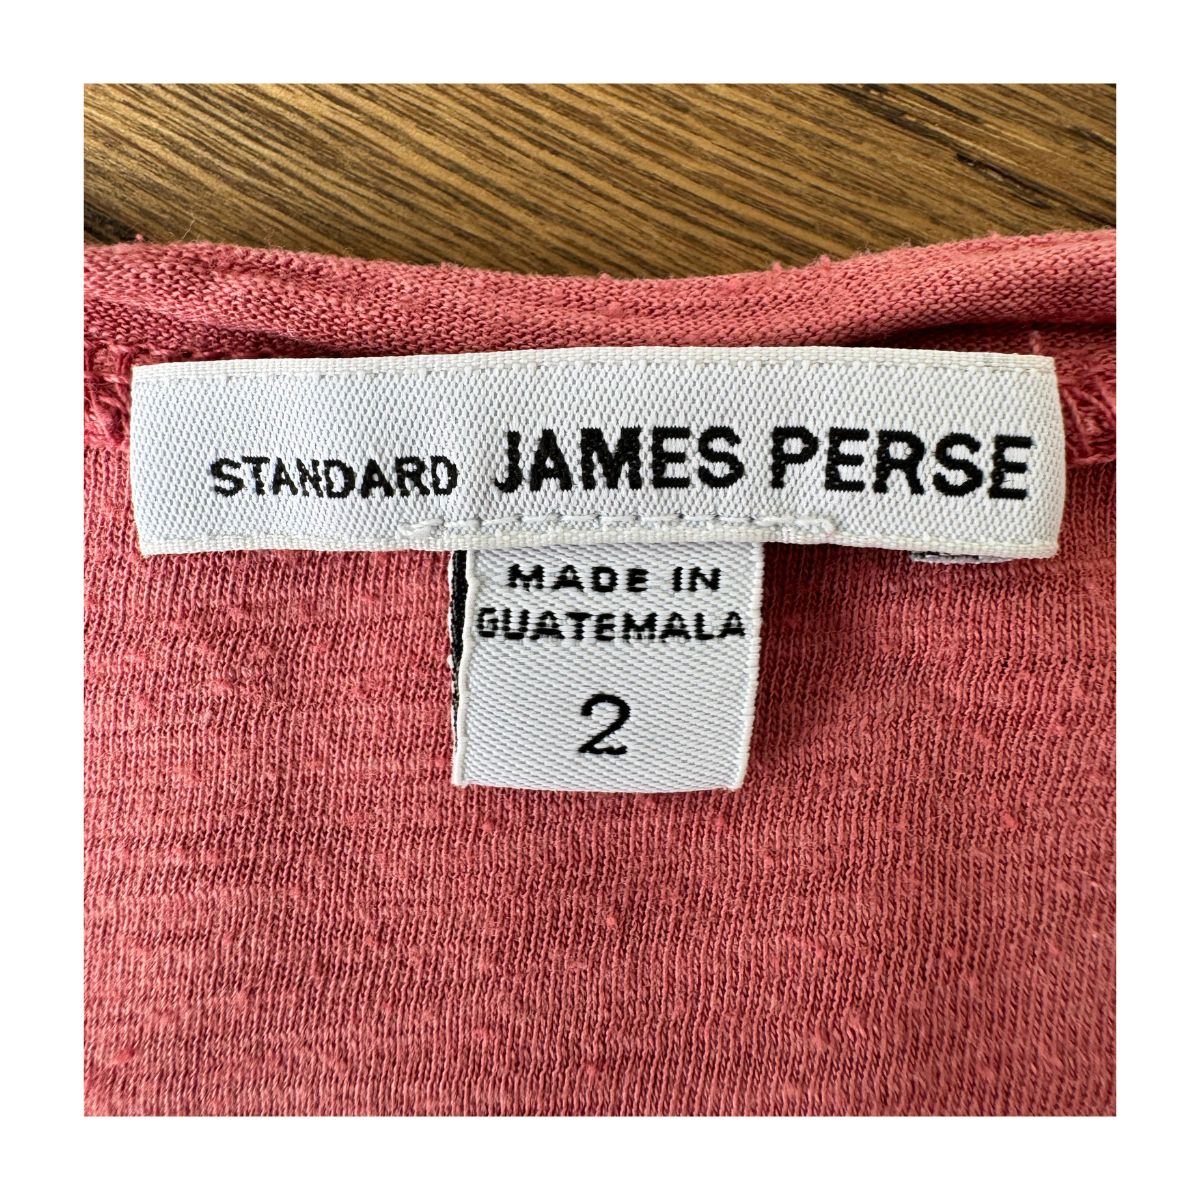 STANDARD JAMES PERSE
MADE IN
GUATEMALA
2